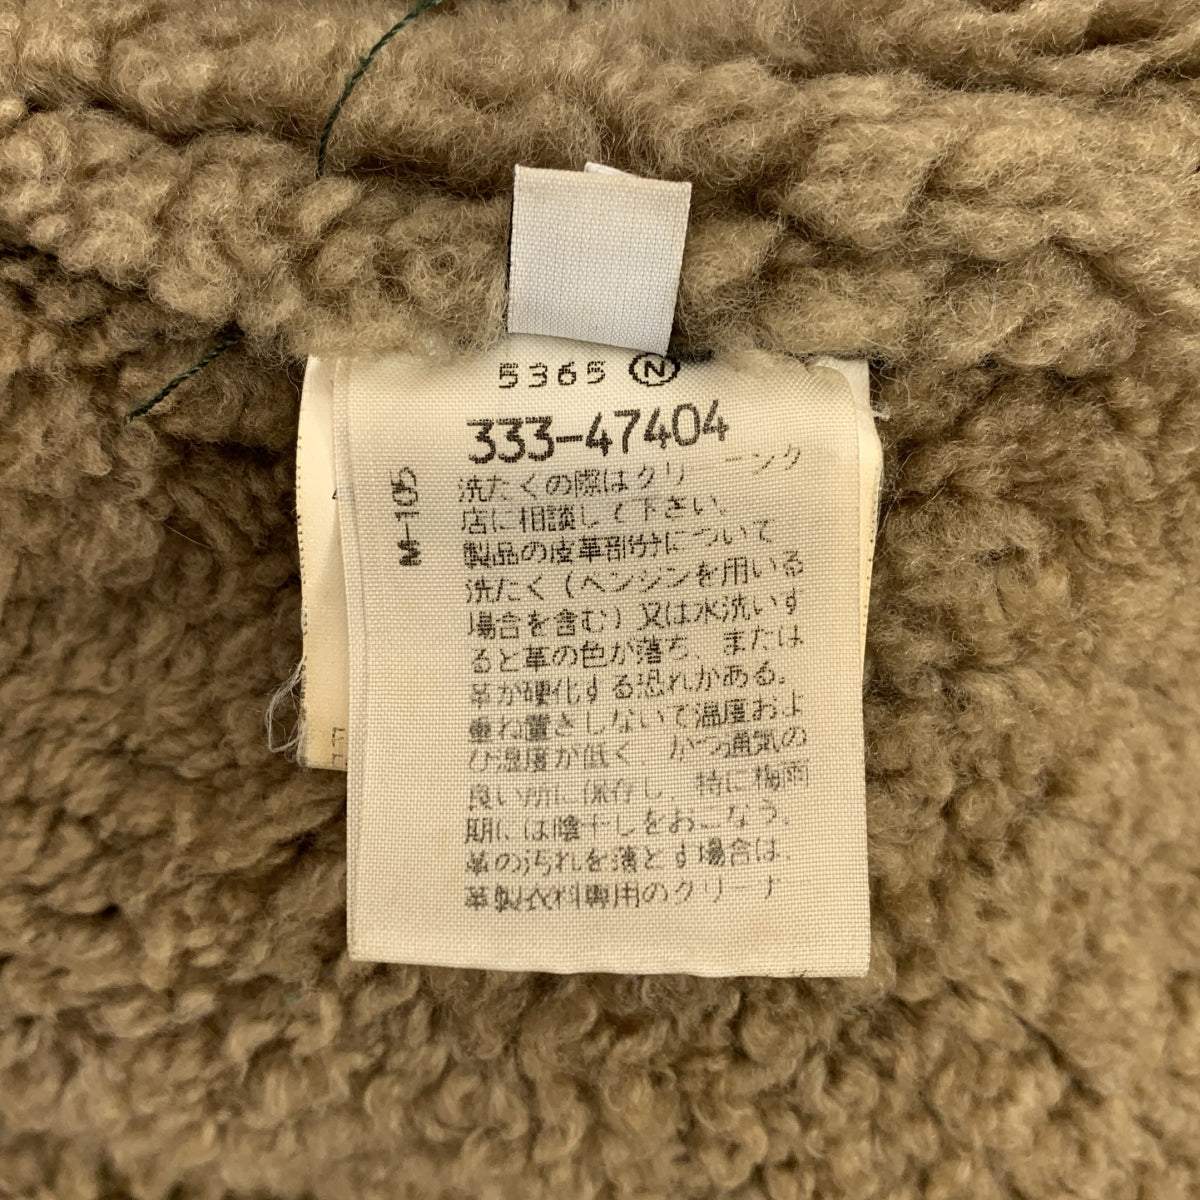 5365 Ⓝ
333-47404
M-105
洗たくの際はクリーニング
店に相談して下さい。
製品の皮革部分について
洗たく（ベンジンを用いる
場合を含む）又は水洗いす
ると革の色が落ち、または
革が硬化する恐れがある。
重ね置きしないで温度およ
び湿度が低く、かつ通気の
良い所に保存し、特に梅雨
期には陰干しをおこなう。
革の汚れを落とす場合は、
革製衣料専用のクリーナ